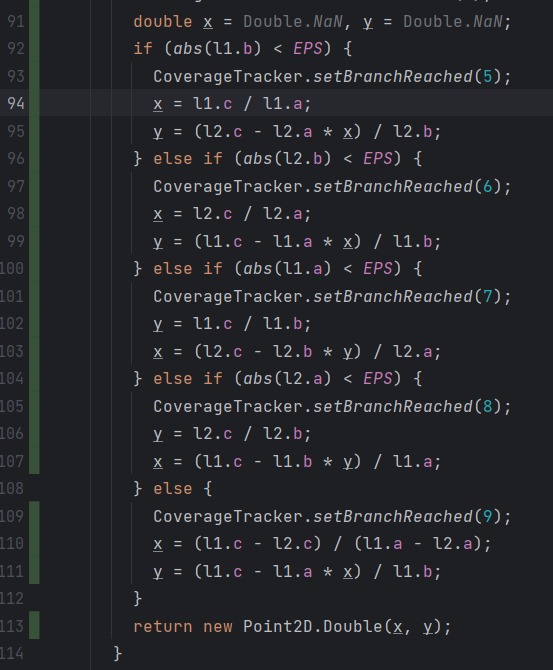 91 double x = Double.NaN, y = Double.NaN;
92 if (abs(l1.b) < EPS) {
93 CoverageTracker.setBranchReached(5);
94 x = l1.c / l1.a;
95 y = (l2.c - l2.a * x) / l2.b;
96 } else if (abs(l2.b) < EPS) {
97 CoverageTracker.setBranchReached(6);
98 x = l2.c / l2.a;
99 y = (l1.c - l1.a * x) / l1.b;
100 } else if (abs(l1.a) < EPS) {
101 CoverageTracker.setBranchReached(7);
102 y = l1.c / l1.b;
103 x = (l2.c - l2.b * y) / l2.a;
104 } else if (abs(l2.a) < EPS) {
105 CoverageTracker.setBranchReached(8);
106 y = l2.c / l2.b;
107 x = (l1.c - l1.b * y) / l1.a;
108 } else {
109 CoverageTracker.setBranchReached(9);
110 x = (l1.c - l2.c) / (l1.a - l2.a);
111 y = (l1.c - l1.a * x) / l1.b;
112 }
113 return new Point2D.Double(x, y);
114 }